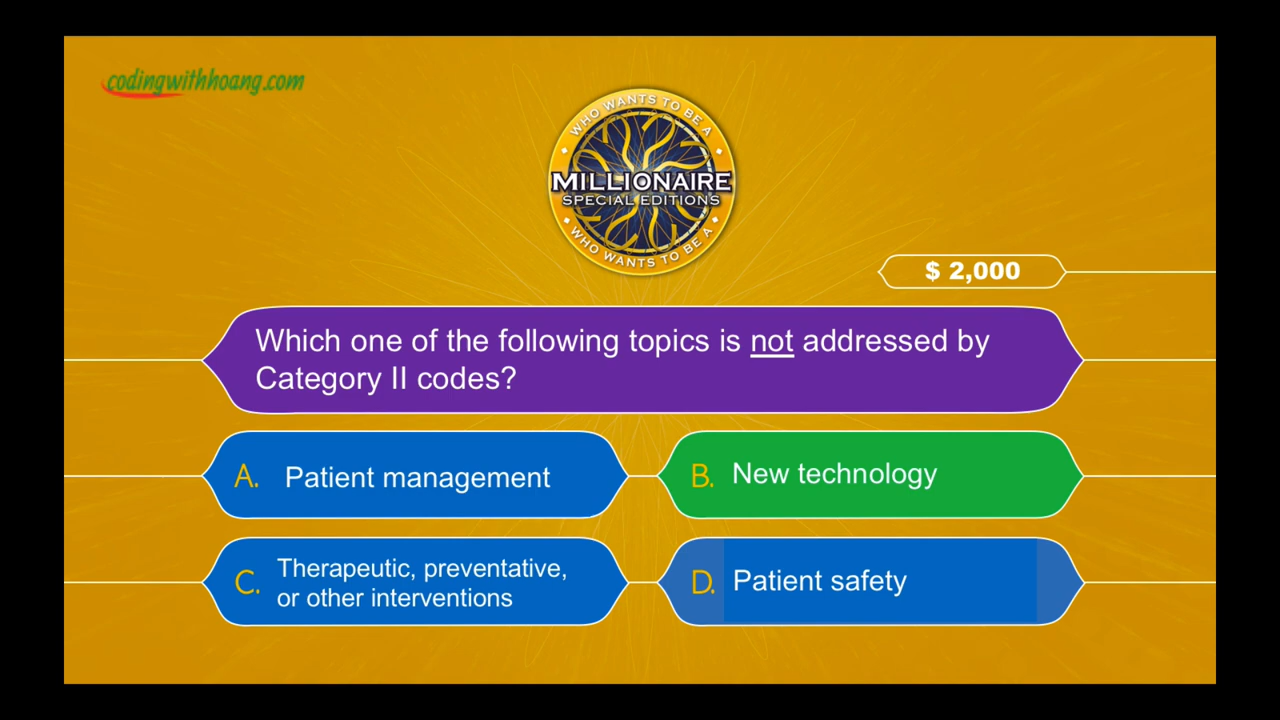 codingwithhoang.com
WHO WANTS TO BE A
MILLIONAIRE
SPECIAL EDITIONS
WHO WANTS TO BE A
$ 2,000
Which one of the following topics is not addressed by
Category II codes?
A. Patient management
B. New technology
C. Therapeutic, preventative,
or other interventions
D. Patient safety